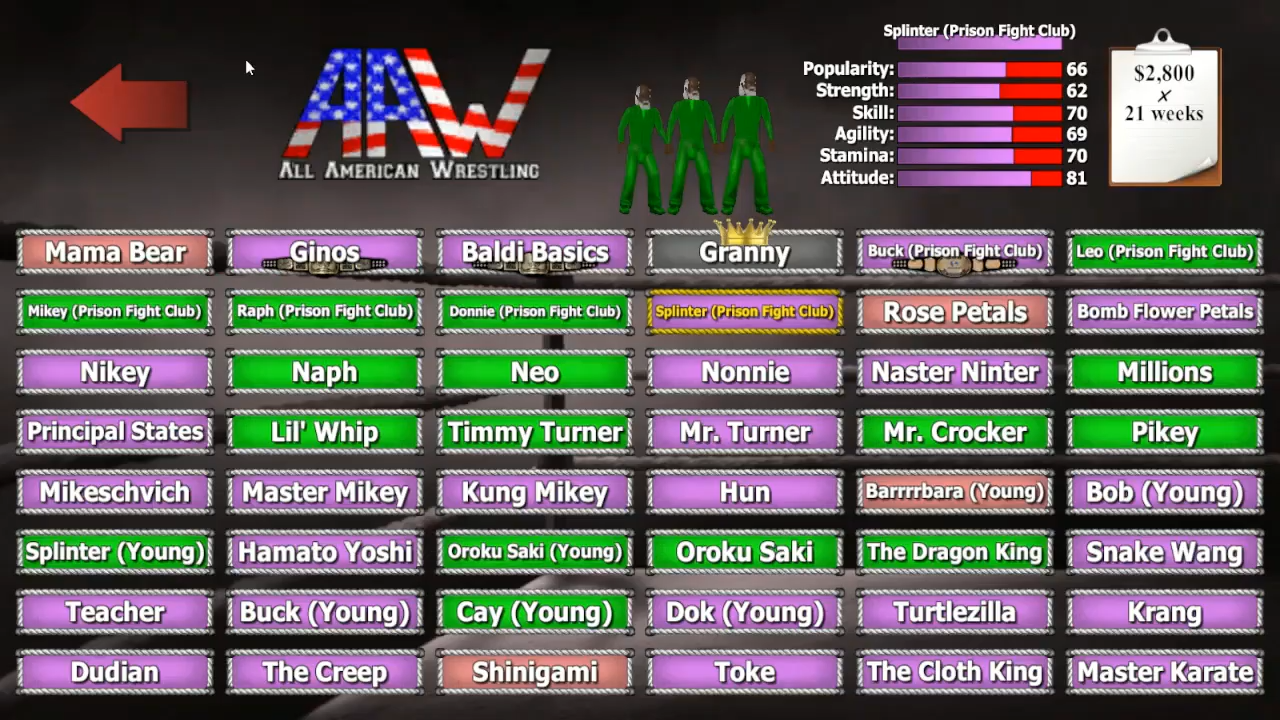 AAW
ALL AMERICAN WRESTLING
Splinter (Prison Fight Club)
Popularity: 66
Strength: 62
Skill: 70
Agility: 69
Stamina: 70
Attitude: 81
$2,800
x
21 weeks
Mama Bear
Ginos
Baldi Basics
Granny
Buck (Prison Fight Club)
Leo (Prison Fight Club)
Mikey (Prison Fight Club)
Raph (Prison Fight Club)
Donnie (Prison Fight Club)
Splinter (Prison Fight Club)
Rose Petals
Bomb Flower Petals
Nikey
Naph
Neo
Nonnie
Naster Ninter
Millions
Principal States
Lil' Whip
Timmy Turner
Mr. Turner
Mr. Crocker
Pikey
Mikeschvich
Master Mikey
Kung Mikey
Hun
Barrrrbara (Young)
Bob (Young)
Splinter (Young)
Hamato Yoshi
Oroku Saki (Young)
Oroku Saki
The Dragon King
Snake Wang
Teacher
Buck (Young)
Cay (Young)
Dok (Young)
Turtlezilla
Krang
Dudian
The Creep
Shinigami
Toke
The Cloth King
Master Karate